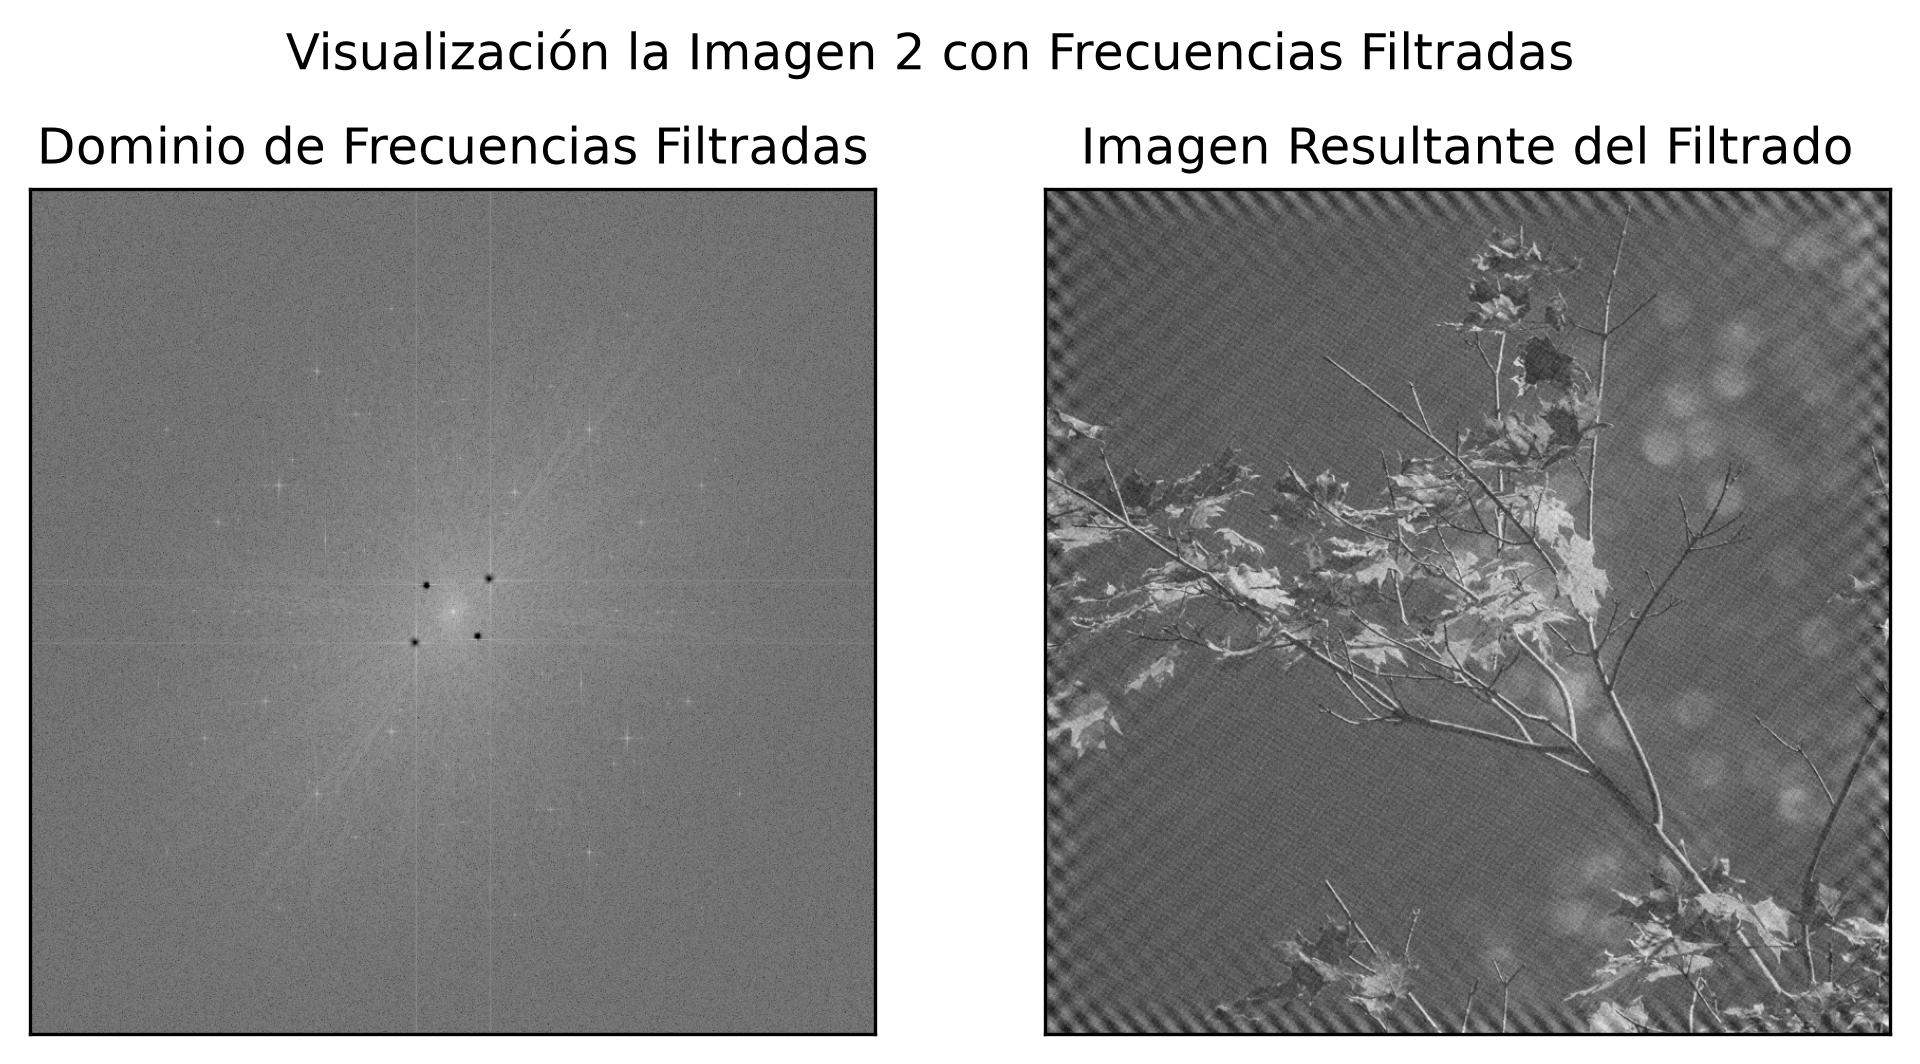 Visualización la Imagen 2 con Frecuencias Filtradas
Dominio de Frecuencias Filtradas
Imagen Resultante del Filtrado